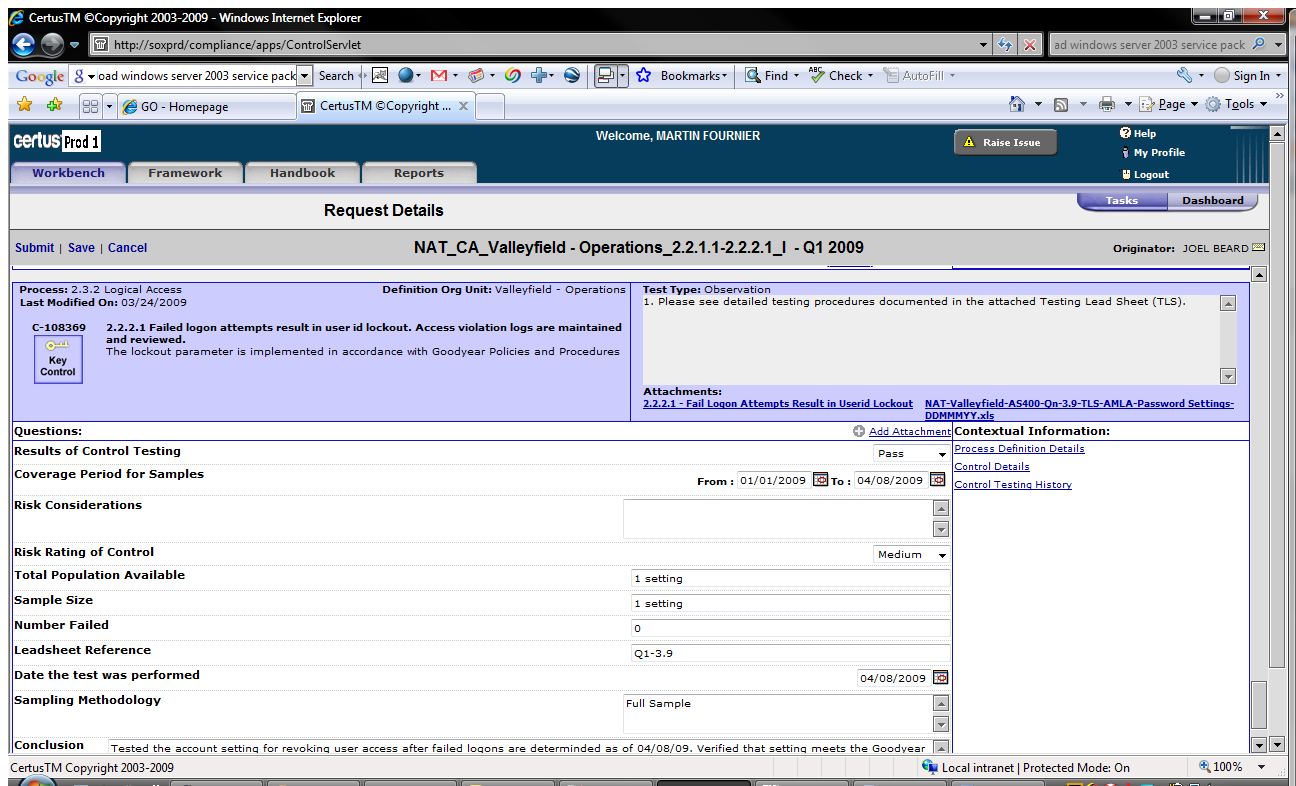 CertusTM ©Copyright 2003-2009 - Windows Internet Explorer
http://soxprd/compliance/apps/ControlServlet
ad windows server 2003 service pack
Google
oad windows server 2003 service pack Search Bookmarks Find Check AutoFill Sign In
GO - Homepage CertusTM ©Copyright ... Page Tools
certus Prod 1 Welcome, MARTIN FOURNIER Raise Issue Help
My Profile
Logout
Workbench Framework Handbook Reports
Tasks Dashboard
Request Details
Submit | Save | Cancel NAT_CA_Valleyfield - Operations_2.2.1.1-2.2.2.1_I - Q1 2009 Originator: JOEL BEARD
Process: 2.3.2 Logical Access Definition Org Unit: Valleyfield - Operations
Last Modified On: 03/24/2009
C-108369 2.2.2.1 Failed logon attempts result in user id lockout. Access violation logs are maintained
and reviewed.
The lockout parameter is implemented in accordance with Goodyear Policies and Procedures
Key
Control
Test Type: Observation
1. Please see detailed testing procedures documented in the attached Testing Lead Sheet (TLS).
Attachments:
2.2.2.1 - Fail Logon Attempts Result in Userid Lockout NAT-Valleyfield-AS400-Qn-3.9-TLS-AMLA-Password Settings-
DDMMMYY.xls
Questions: Add Attachment
Contextual Information:
Process Definition Details
Control Details
Control Testing History
Results of Control Testing Pass
Coverage Period for Samples From : 01/01/2009 To : 04/08/2009
Risk Considerations
Risk Rating of Control Medium
Total Population Available 1 setting
Sample Size 1 setting
Number Failed 0
Leadsheet Reference Q1-3.9
Date the test was performed 04/08/2009
Sampling Methodology Full Sample
Conclusion Tested the account setting for revoking user access after failed logons are determinded as of 04/08/09. Verified that setting meets the Goodyear
CertusTM Copyright 2003-2009 Local intranet | Protected Mode: On 100%